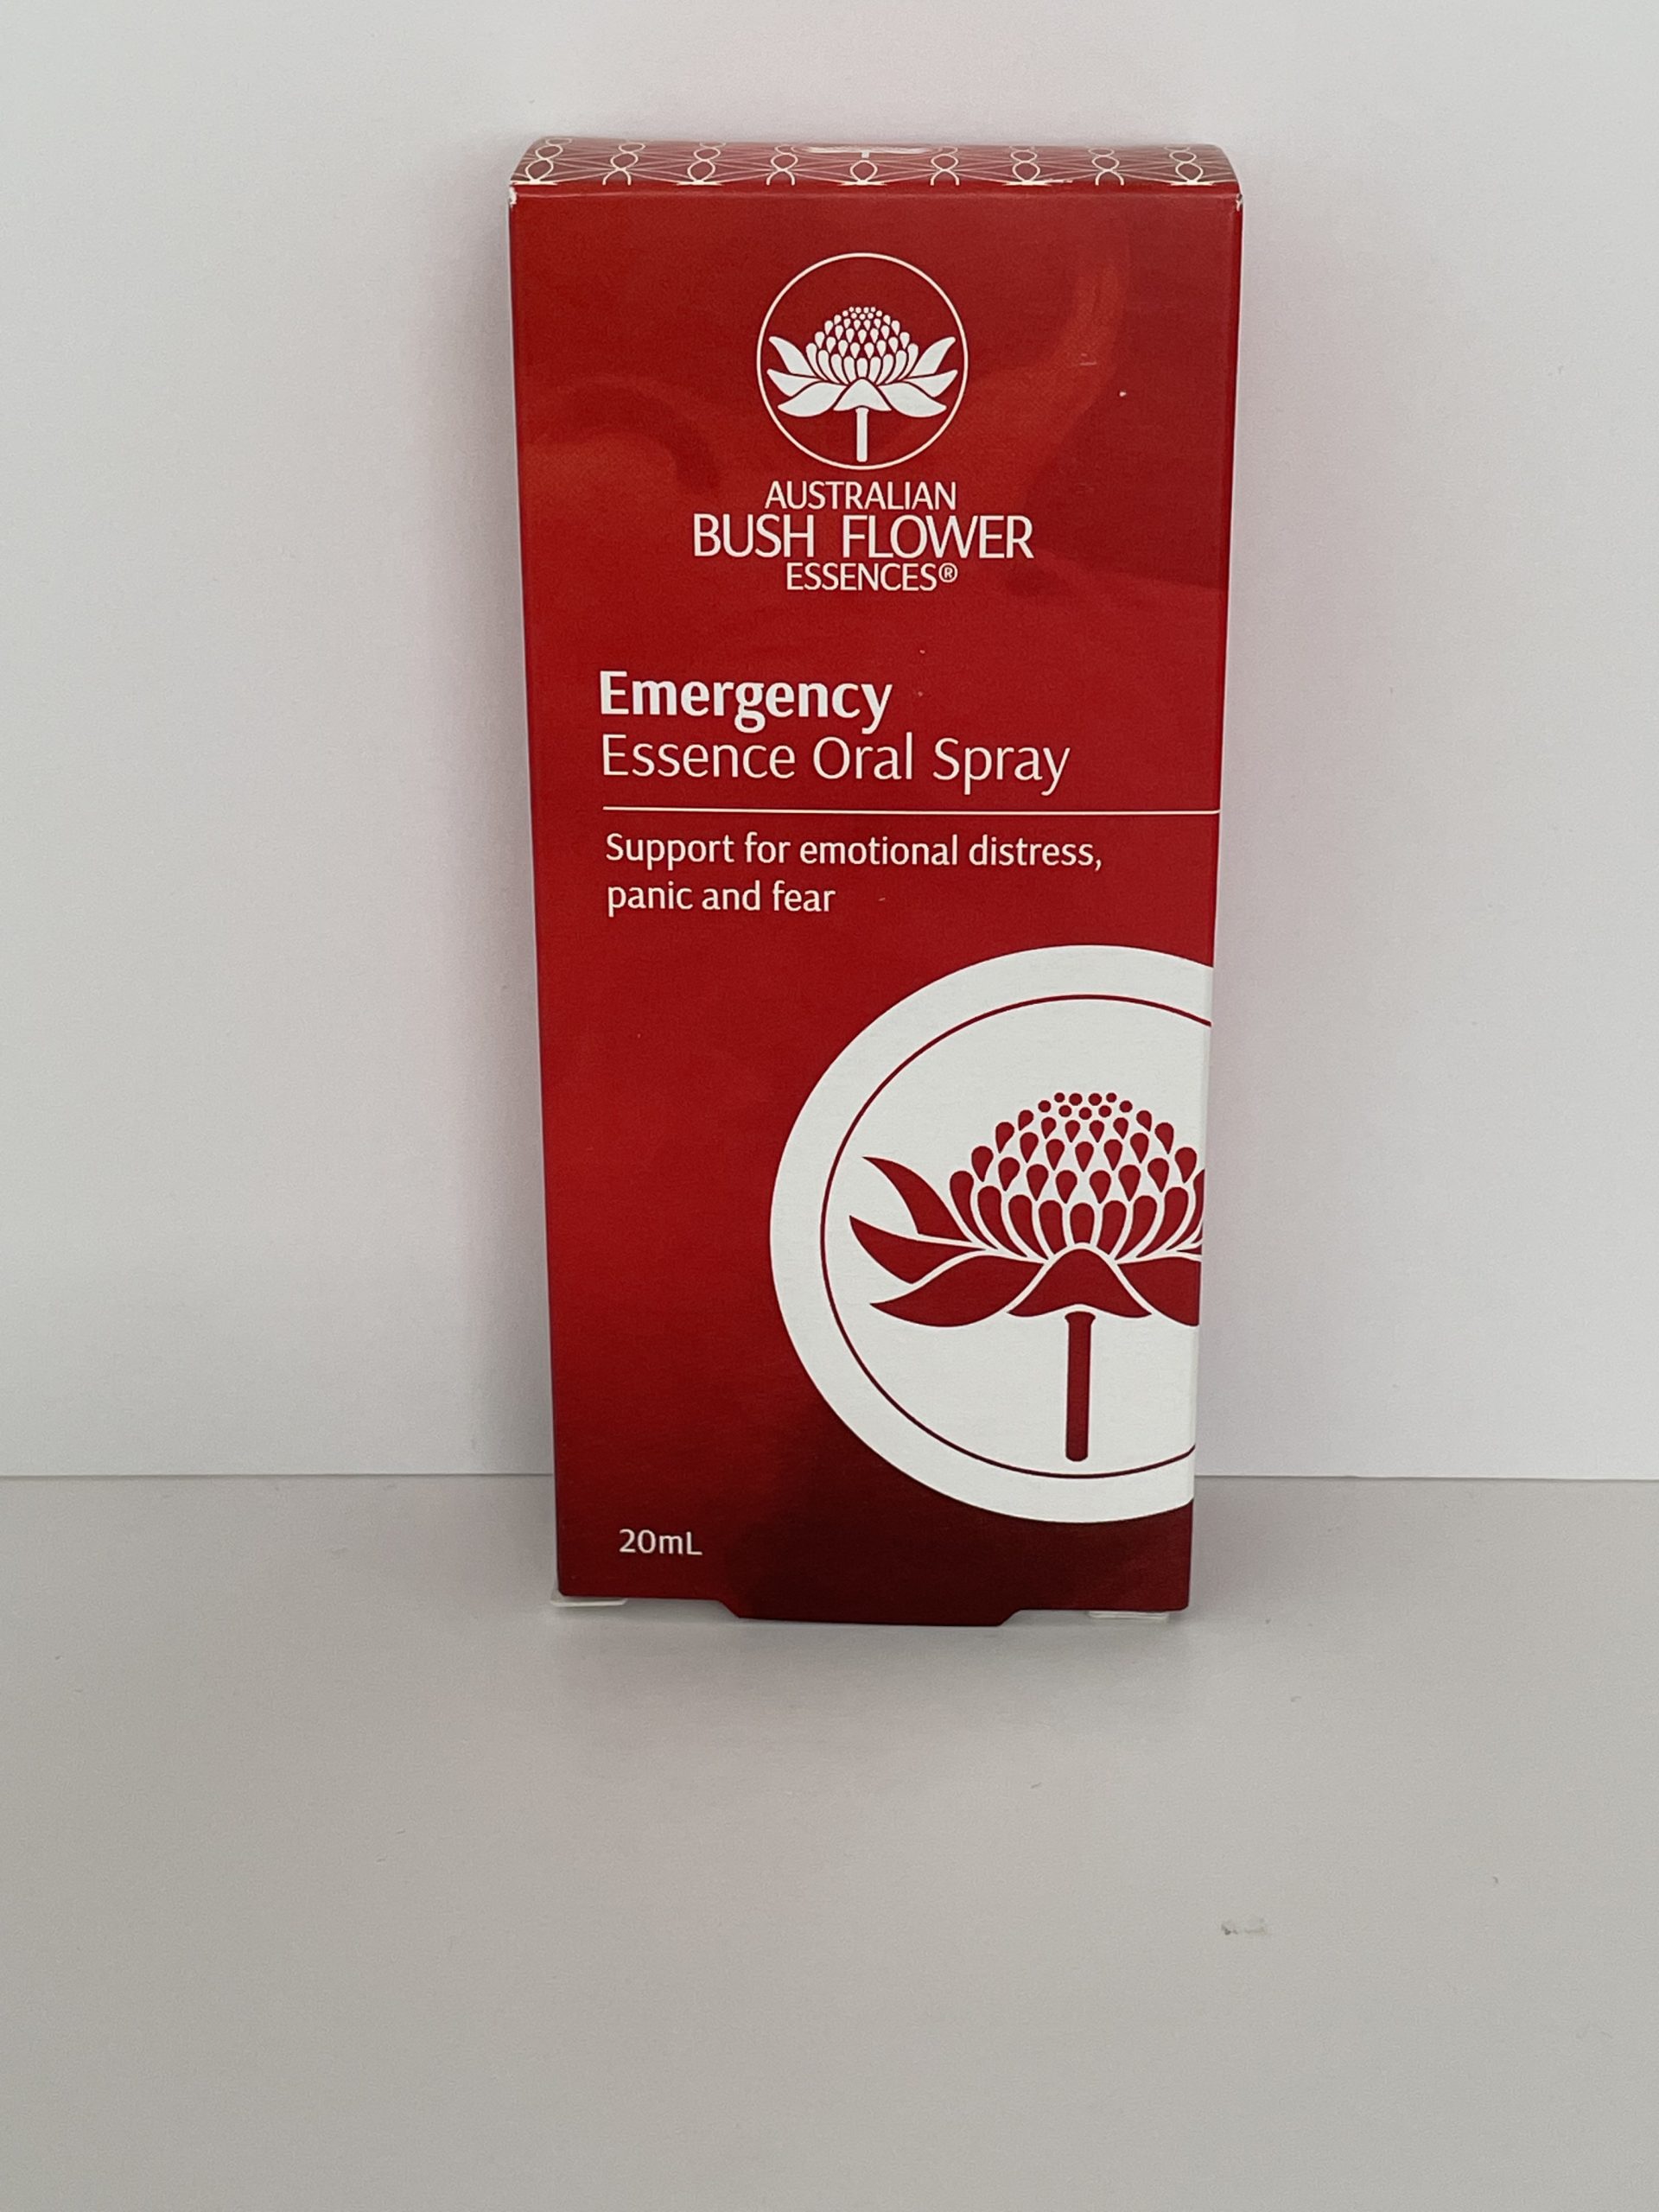 AUSTRALIAN
BUSH FLOWER
ESSENCES®
Emergency
Essence Oral Spray
Support for emotional distress,
panic and fear
20mL